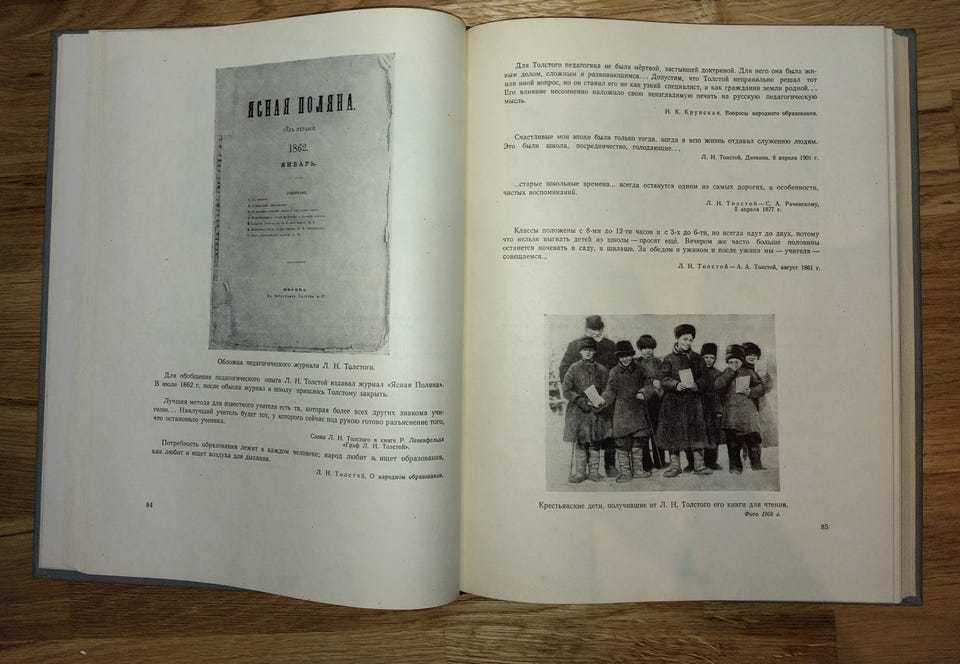 ЯСНАЯ ПОЛЯНА.
1862.
ЯНВАРЬ.
МОСКВА.
Обложка педагогического журнала Л. Н. Толстого.
Для обобщения педагогического опыта Л. Н. Толстой издавал журнал «Ясная Поляна».
В июле 1862 г. после обыска журнал и школу пришлось Толстому закрыть.
Лучшая метода для известного учителя есть та, которая более всех других знакома учи-
телю... Наилучший учитель будет тот, у которого сейчас под рукою готово разъяснение того,
что остановило ученика.
Слова Л. Н. Толстого в книге Р. Левенфельда
«Граф Л. Н. Толстой».
Потребность образования лежит в каждом человеке; народ любит и ищет образования,
как любит и ищет воздуха для дыхания.
Л. Н. Толстой, О народном образовании.
84
Для Толстого педагогика не была мёртвой, застывшей доктриной. Для него она была жи-
вым делом, сложным и развивающимся... Допустим, что Толстой неправильно решал тот
или иной вопрос, но он ставил его не как узкий специалист, а как гражданин земли родной...
Его влияние несомненно наложило свою неизгладимую печать на русскую педагогическую
мысль.
Н. К. Крупская, Вопросы народного образования.
Счастливые мои эпохи были только тогда, когда я всю жизнь отдавал служению людям.
Это были школа, посредничество, голодающие...
Л. Н. Толстой, Дневник, 8 апреля 1901 г.
...старые школьные времена... всегда останутся одним из самых дорогих, в особенности,
чистых воспоминаний.
Л. Н. Толстой — С. А. Рачинскому,
5 апреля 1877 г.
Классы положены с 8-ми до 12-ти часов и с 3-х до 6-ти, но всегда идут до двух, потому
что нельзя выгнать детей из школы — просят ещё. Вечером же часто больше половины
останется ночевать в саду, в шалаше. За обедом и ужином и после ужина мы — учителя —
совещаемся...
Л. Н. Толстой — А. А. Толстой, август 1861 г.
Крестьянские дети, получившие от Л. Н. Толстого его книги для чтения.
Фото 1908 г.
85